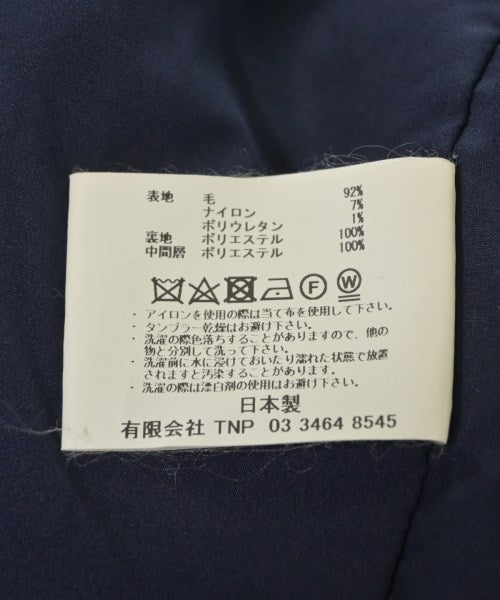 表地 毛 92%
ナイロン 7%
ポリウレタン 1%
裏地 ポリエステル 100%
中間層 ポリエステル 100%
F W
・アイロンを使用の際は当て布を使用して下さい。
・タンブラー乾燥はお避け下さい。
・洗濯の際色落ちすることがありますので、他の
物と分別して洗って下さい。
・洗濯前に水に浸けておいたり濡れた状態で放置
されますと汚染することがあります。
・洗濯の際は漂白剤の使用はお避け下さい。
日本製
有限会社 TNP 03 3464 8545